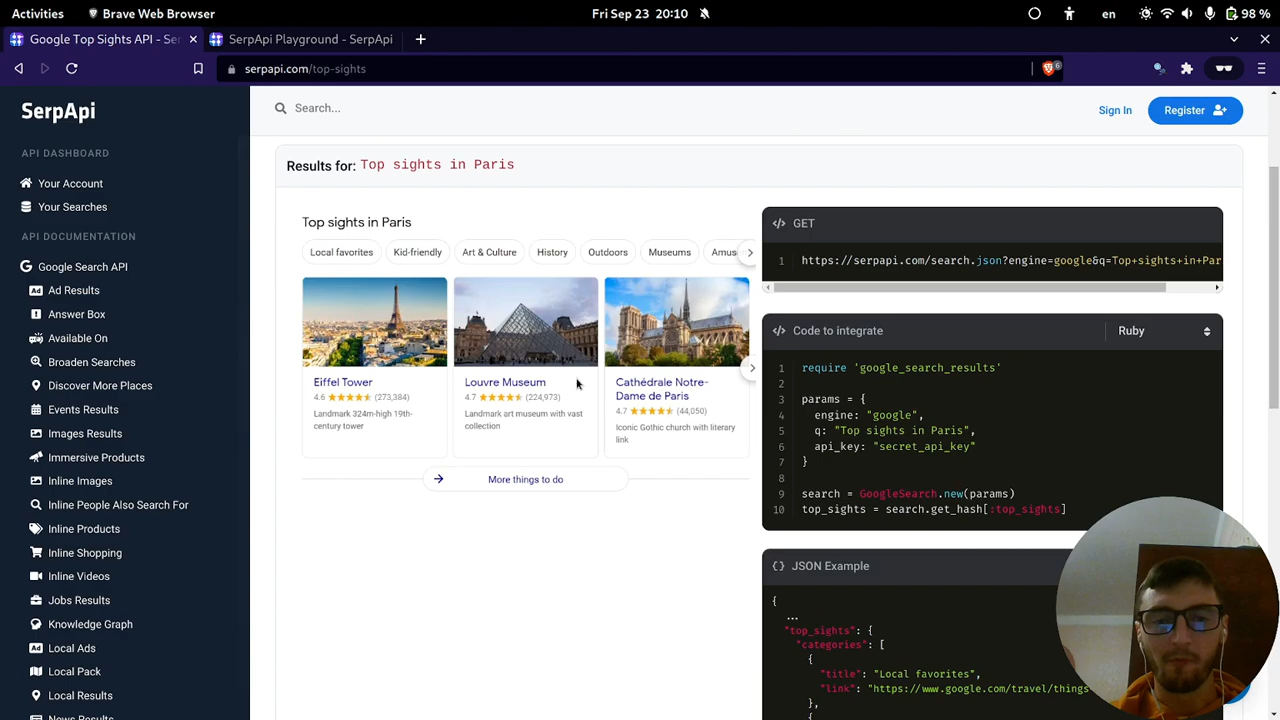 Activities
Brave Web Browser
Fri Sep 23 20:10
en
98 %
Google Top Sights API - Ser
SerpApi Playground - SerpApi
serpapi.com/top-sights
6
SerpApi
Search...
Sign In
Register
API DASHBOARD
Your Account
Your Searches
API DOCUMENTATION
Google Search API
Ad Results
Answer Box
Available On
Broaden Searches
Discover More Places
Events Results
Images Results
Immersive Products
Inline Images
Inline People Also Search For
Inline Products
Inline Shopping
Inline Videos
Jobs Results
Knowledge Graph
Local Ads
Local Pack
Local Results
News Results
Results for: Top sights in Paris
Top sights in Paris
Local favorites
Kid-friendly
Art & Culture
History
Outdoors
Museums
Amus
Eiffel Tower
4.6 (273,384)
Landmark 324m-high 19th-
century tower
Louvre Museum
4.7 (224,973)
Landmark art museum with vast
collection
Cathédrale Notre-
Dame de Paris
4.7 (44,050)
Iconic Gothic church with literary
link
More things to do
</> GET
1 https://serpapi.com/search.json?engine=google&q=Top+sights+in+Par
</> Code to integrate
Ruby
1 require 'google_search_results'
2
3 params = {
4 engine: "google",
5 q: "Top sights in Paris",
6 api_key: "secret_api_key"
7 }
8
9 search = GoogleSearch.new(params)
10 top_sights = search.get_hash[:top_sights]
{} JSON Example
{
...
"top_sights": {
"categories": [
{
"title": "Local favorites",
"link": "https://www.google.com/travel/things
},
{